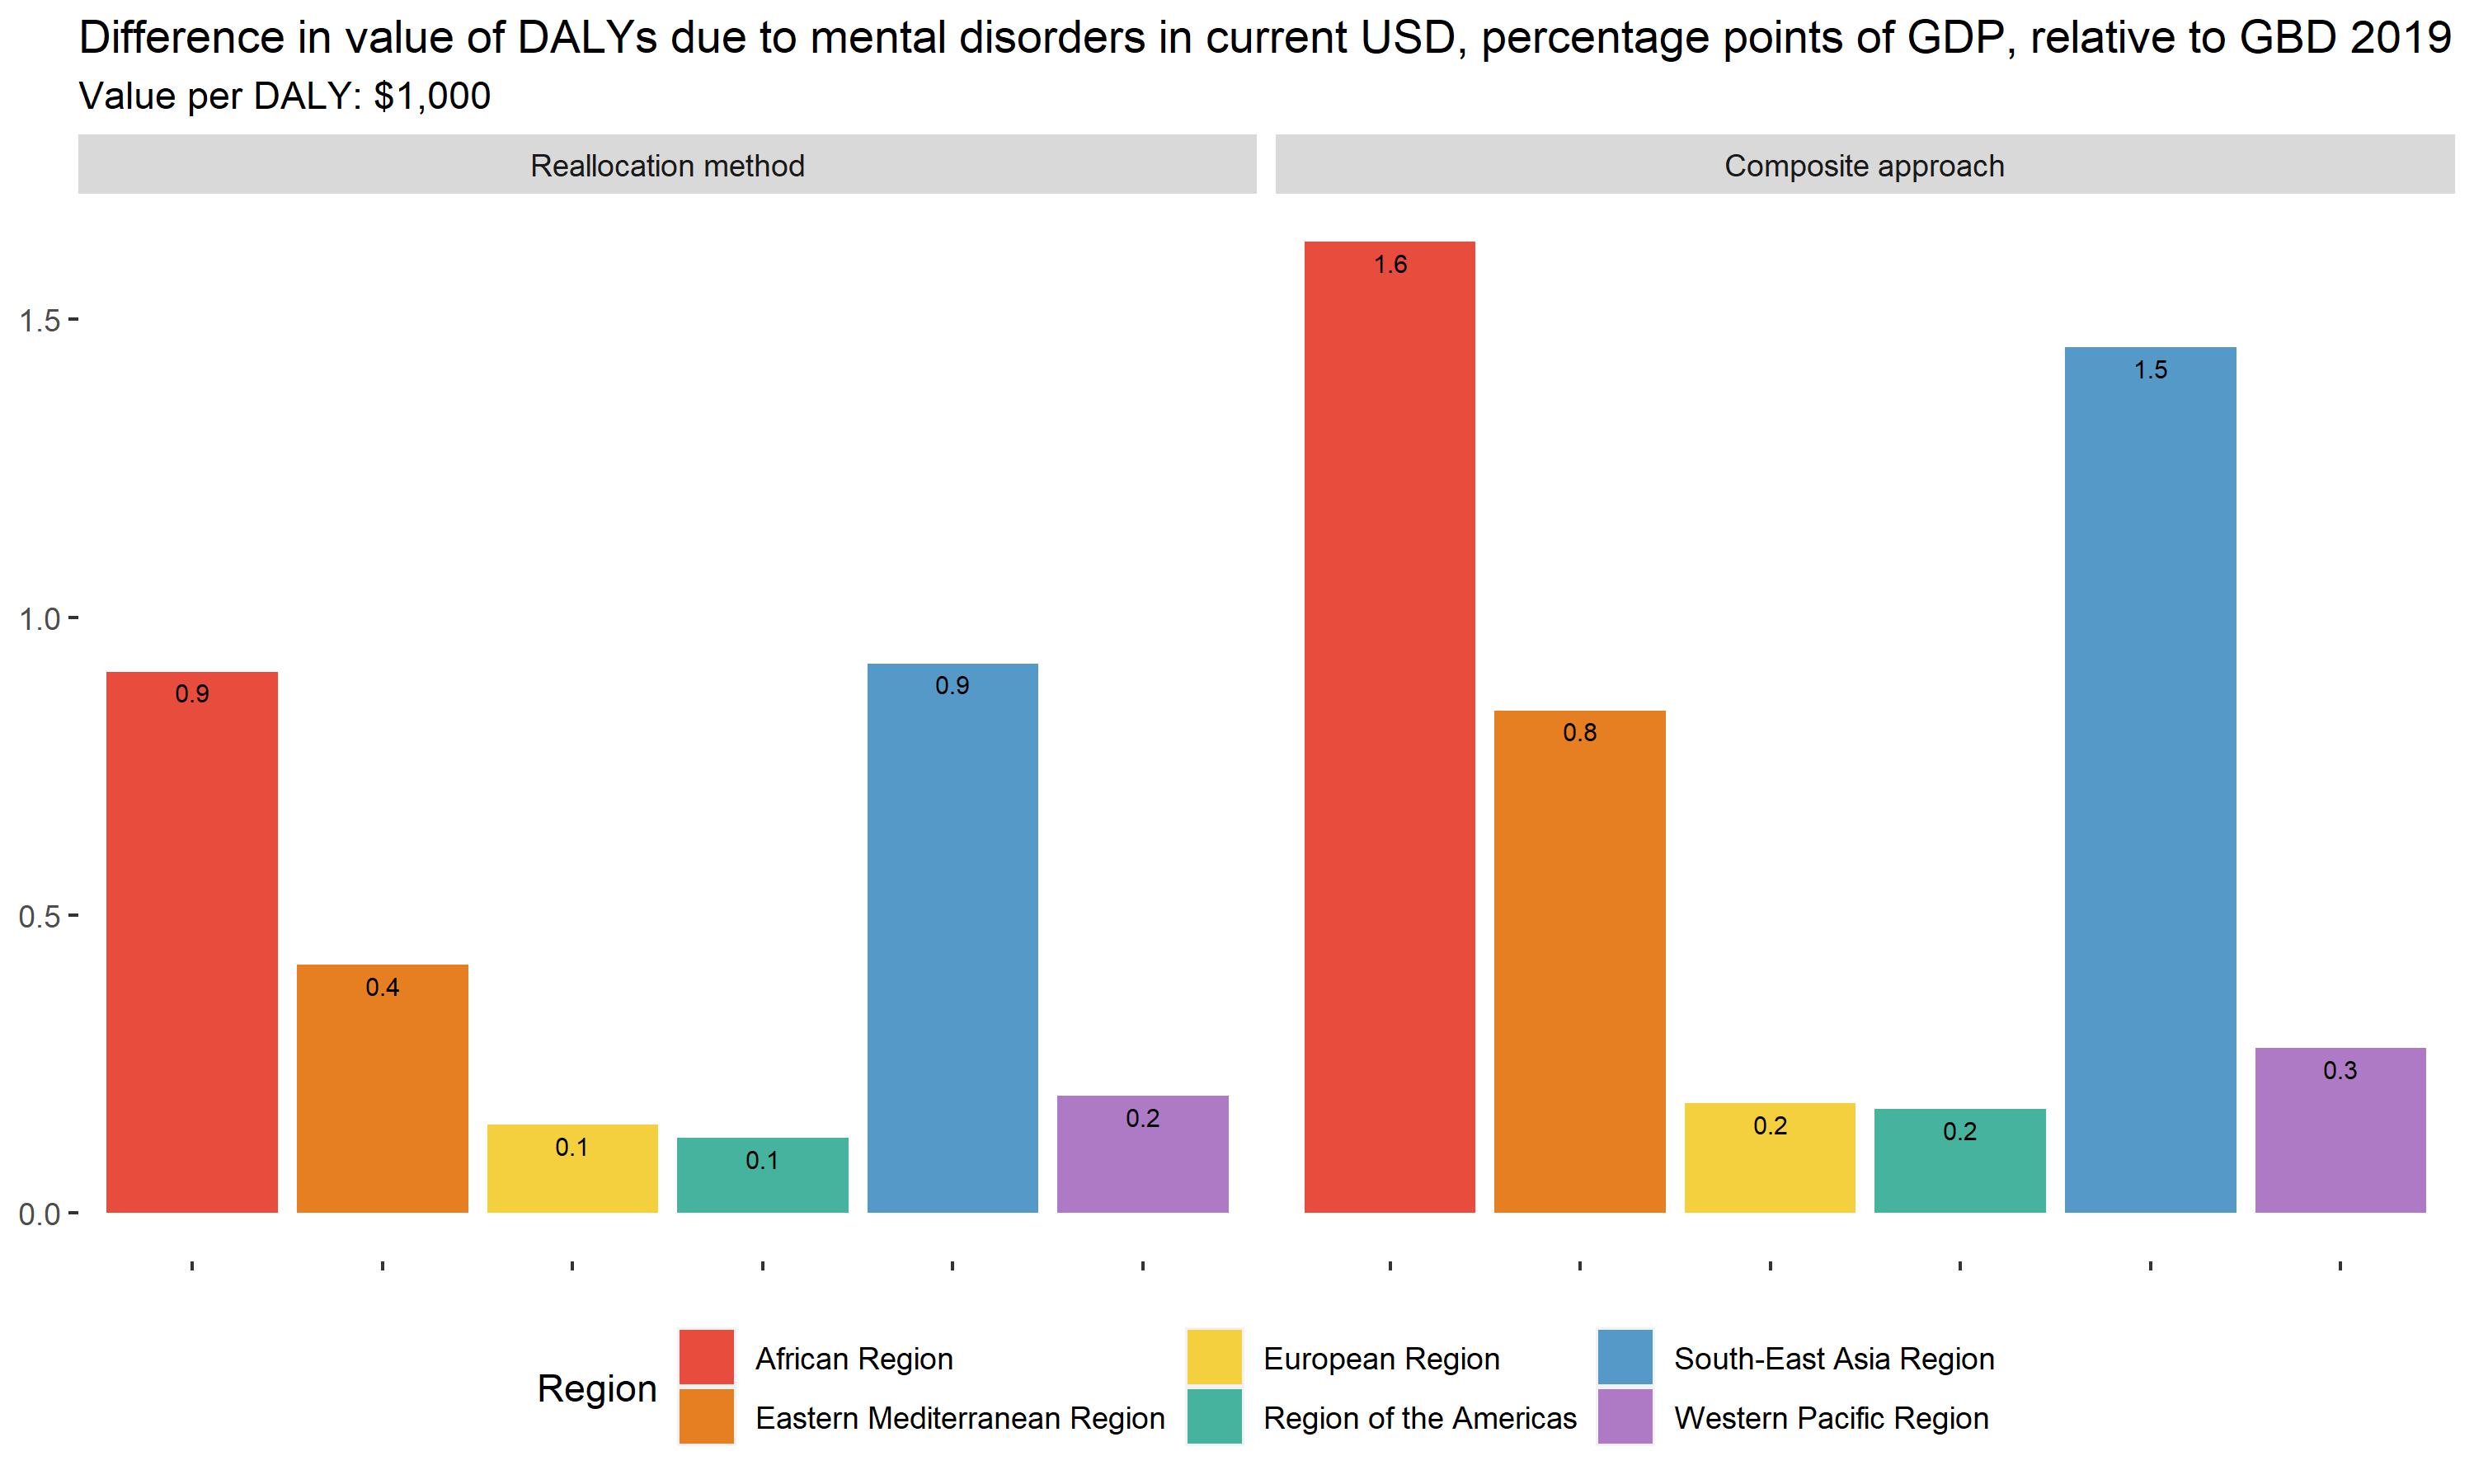 Difference in value of DALYs due to mental disorders in current USD, percentage points of GDP, relative to GBD 2019
Value per DALY: $1,000
Reallocation method
Composite approach
1.5
1.0
0.5
0.0
0.9
0.4
0.1
0.1
0.9
0.2
1.6
0.8
0.2
0.2
1.5
0.3
Region
African Region
Eastern Mediterranean Region
European Region
Region of the Americas
South-East Asia Region
Western Pacific Region